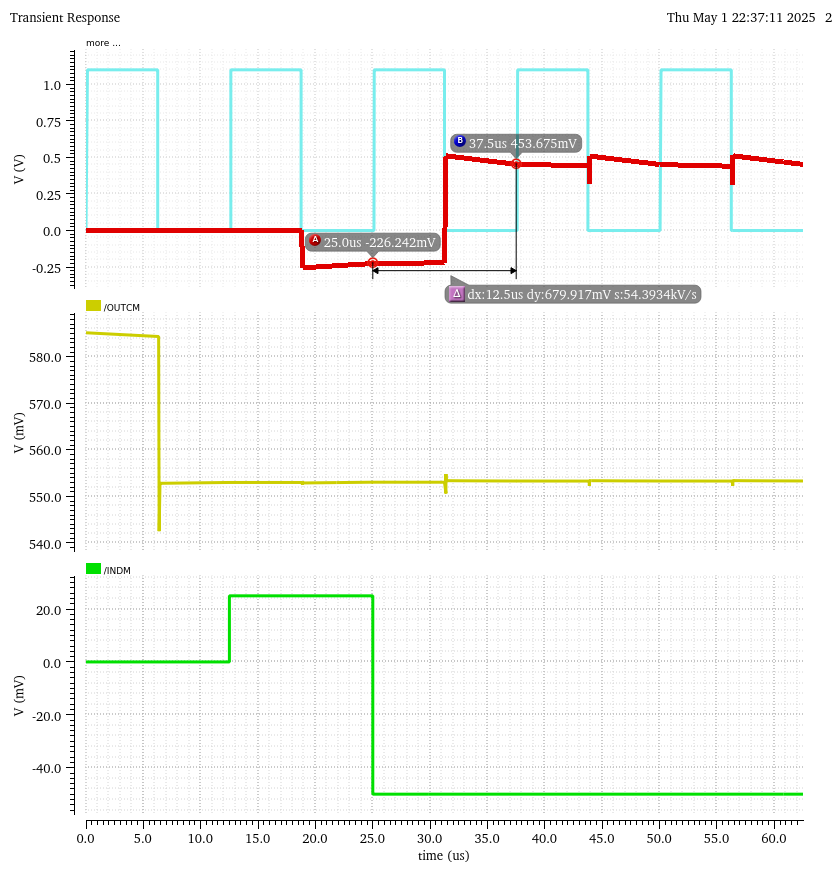 Transient Response
Thu May 1 22:37:11 2025 2
more ...
1.0
0.75
0.5
0.25
0.0
-0.25
V (V)
B 37.5us 453.675mV
A 25.0us -226.242mV
Δ dx:12.5us dy:679.917mV s:54.3934kV/s
/OUTCM
580.0
570.0
560.0
550.0
540.0
V (mV)
/INDM
20.0
0.0
-20.0
-40.0
V (mV)
0.0 5.0 10.0 15.0 20.0 25.0 30.0 35.0 40.0 45.0 50.0 55.0 60.0
time (us)